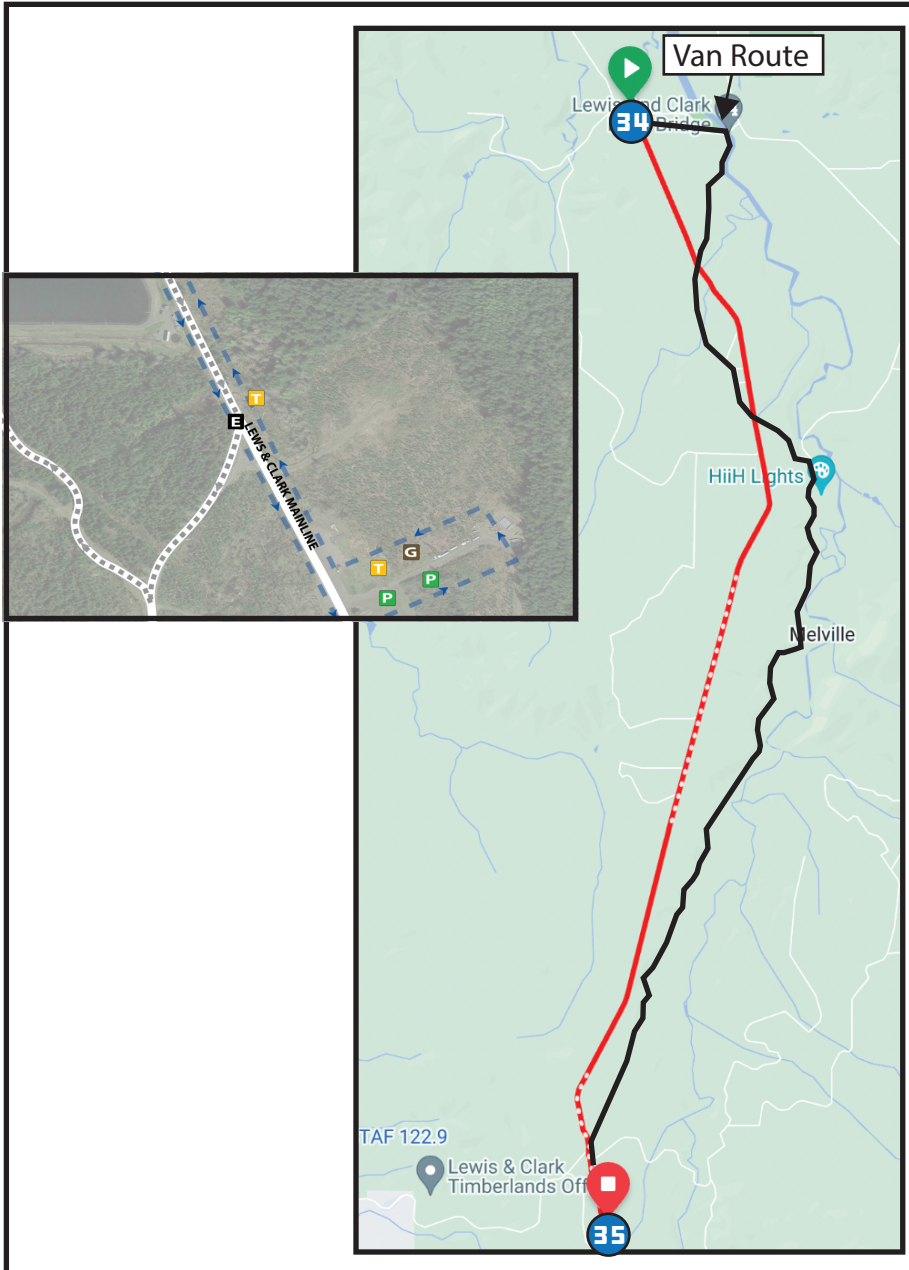 Van Route
Lewis and Clark
Bridge
34
HiiH Lights
T
E
LEWS & CLARK MAINLINE
G
T
P
P
Melville
TAF 122.9
Lewis & Clark
Timberlands Off
35